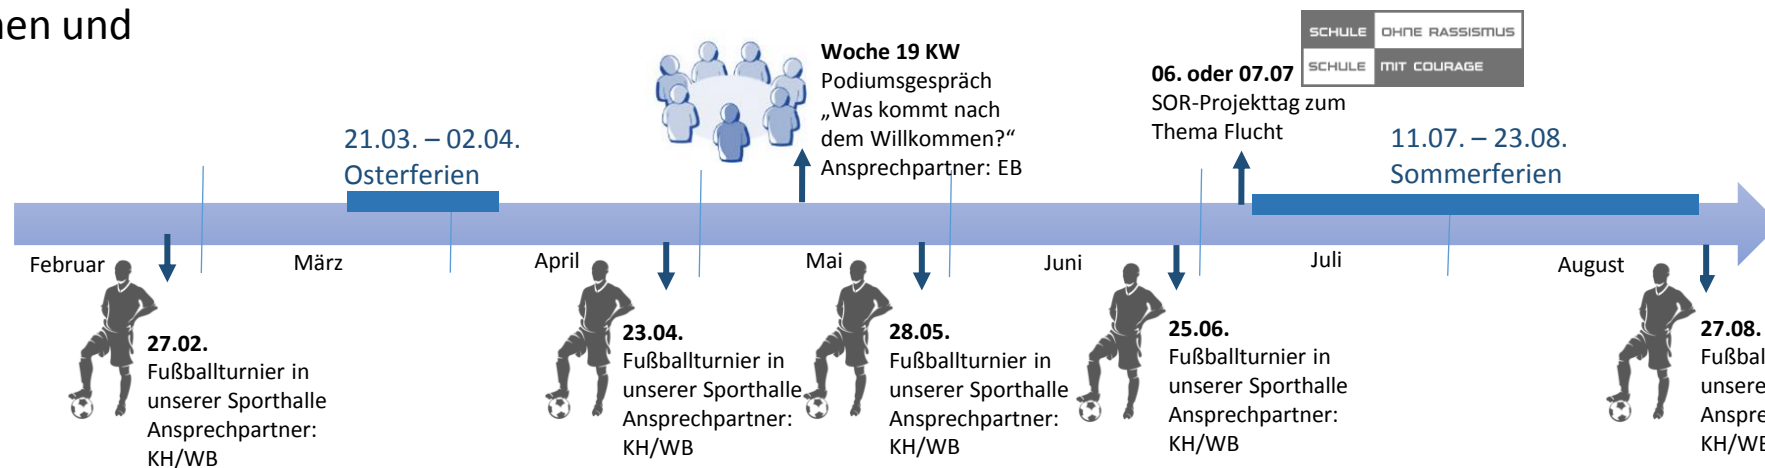 und
SCHULE OHNE RASSISMUS
SCHULE MIT COURAGE
Woche 19 KW
Podiumsgespräch
„Was kommt nach
dem Willkommen?“
Ansprechpartner: EB
06. oder 07.07
SOR-Projekttag zum
Thema Flucht
21.03. – 02.04.
Osterferien
11.07. – 23.08.
Sommerferien
Februar März April Mai Juni Juli August
27.02.
Fußballturnier in
unserer Sporthalle
Ansprechpartner:
KH/WB
23.04.
Fußballturnier in
unserer Sporthalle
Ansprechpartner:
KH/WB
28.05.
Fußballturnier in
unserer Sporthalle
Ansprechpartner:
KH/WB
25.06.
Fußballturnier in
unserer Sporthalle
Ansprechpartner:
KH/WB
27.08.